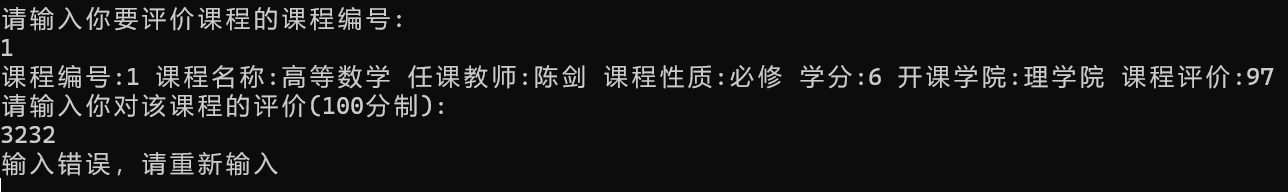 请输入你要评价课程的课程编号:
1
课程编号:1 课程名称:高等数学 任课教师:陈剑 课程性质:必修 学分:6 开课学院:理学院 课程评价:97
请输入你对该课程的评价(100分制):
3232
输入错误, 请重新输入